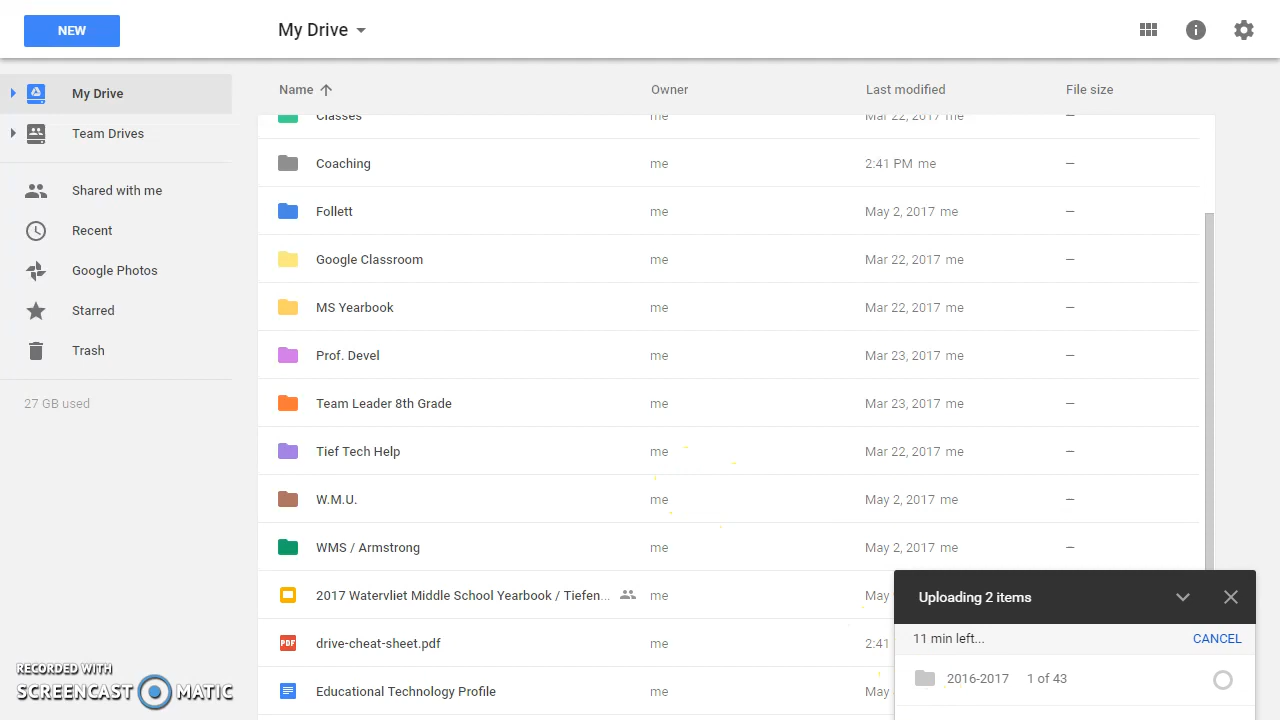 NEW
My Drive
Name Owner Last modified File size
My Drive
Team Drives
Shared with me
Recent
Google Photos
Starred
Trash
27 GB used
Classes me Mar 22, 2017 me –
Coaching me 2:41 PM me –
Follett me May 2, 2017 me –
Google Classroom me Mar 22, 2017 me –
MS Yearbook me Mar 22, 2017 me –
Prof. Devel me Mar 23, 2017 me –
Team Leader 8th Grade me Mar 23, 2017 me –
Tief Tech Help me Mar 22, 2017 me –
W.M.U. me May 2, 2017 me –
WMS / Armstrong me May 2, 2017 me –
2017 Watervliet Middle School Yearbook / Tiefen... me May
PDF drive-cheat-sheet.pdf me 2:41
Educational Technology Profile me May
Uploading 2 items
11 min left... CANCEL
2016-2017 1 of 43
RECORDED WITH
SCREENCAST MATIC